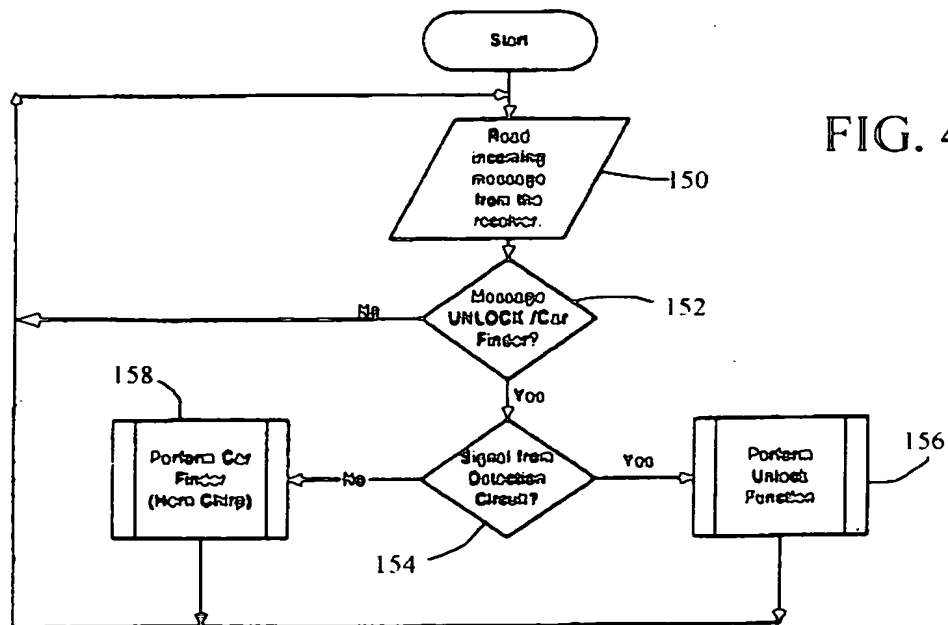 Start
FIG. 4
Read
incoming
message
from the
receiver.
150
Message
UNLOCK /Car
Finder?
152
No
Yes
158
Perform Car
Finder
(Horn Chirp)
No
Signal from
Detection
Circuit?
Yes
154
Perform
Unlock
Function
156